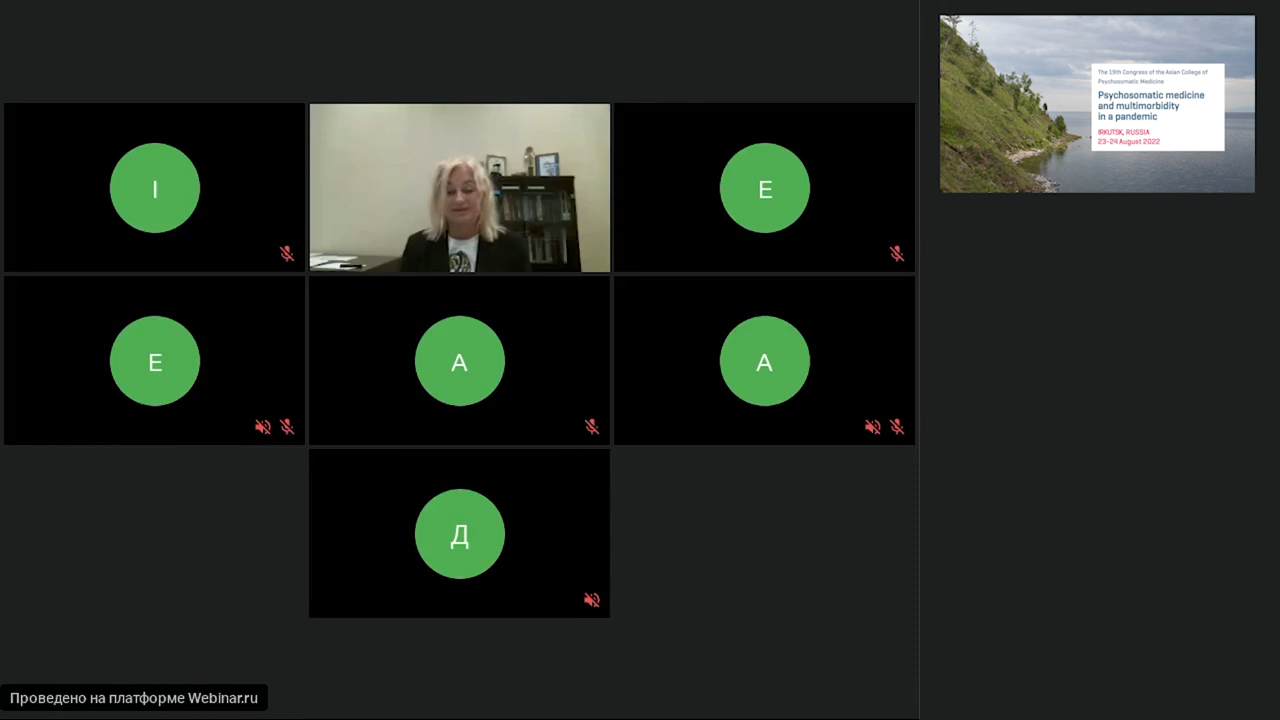 I
E
E
A
A
Д
The 19th Congress of the Asian College of
Psychosomatic Medicine
Psychosomatic medicine
and multimorbidity
in a pandemic
IRKUTSK, RUSSIA
23-24 August 2022
Проведено на платформе Webinar.ru